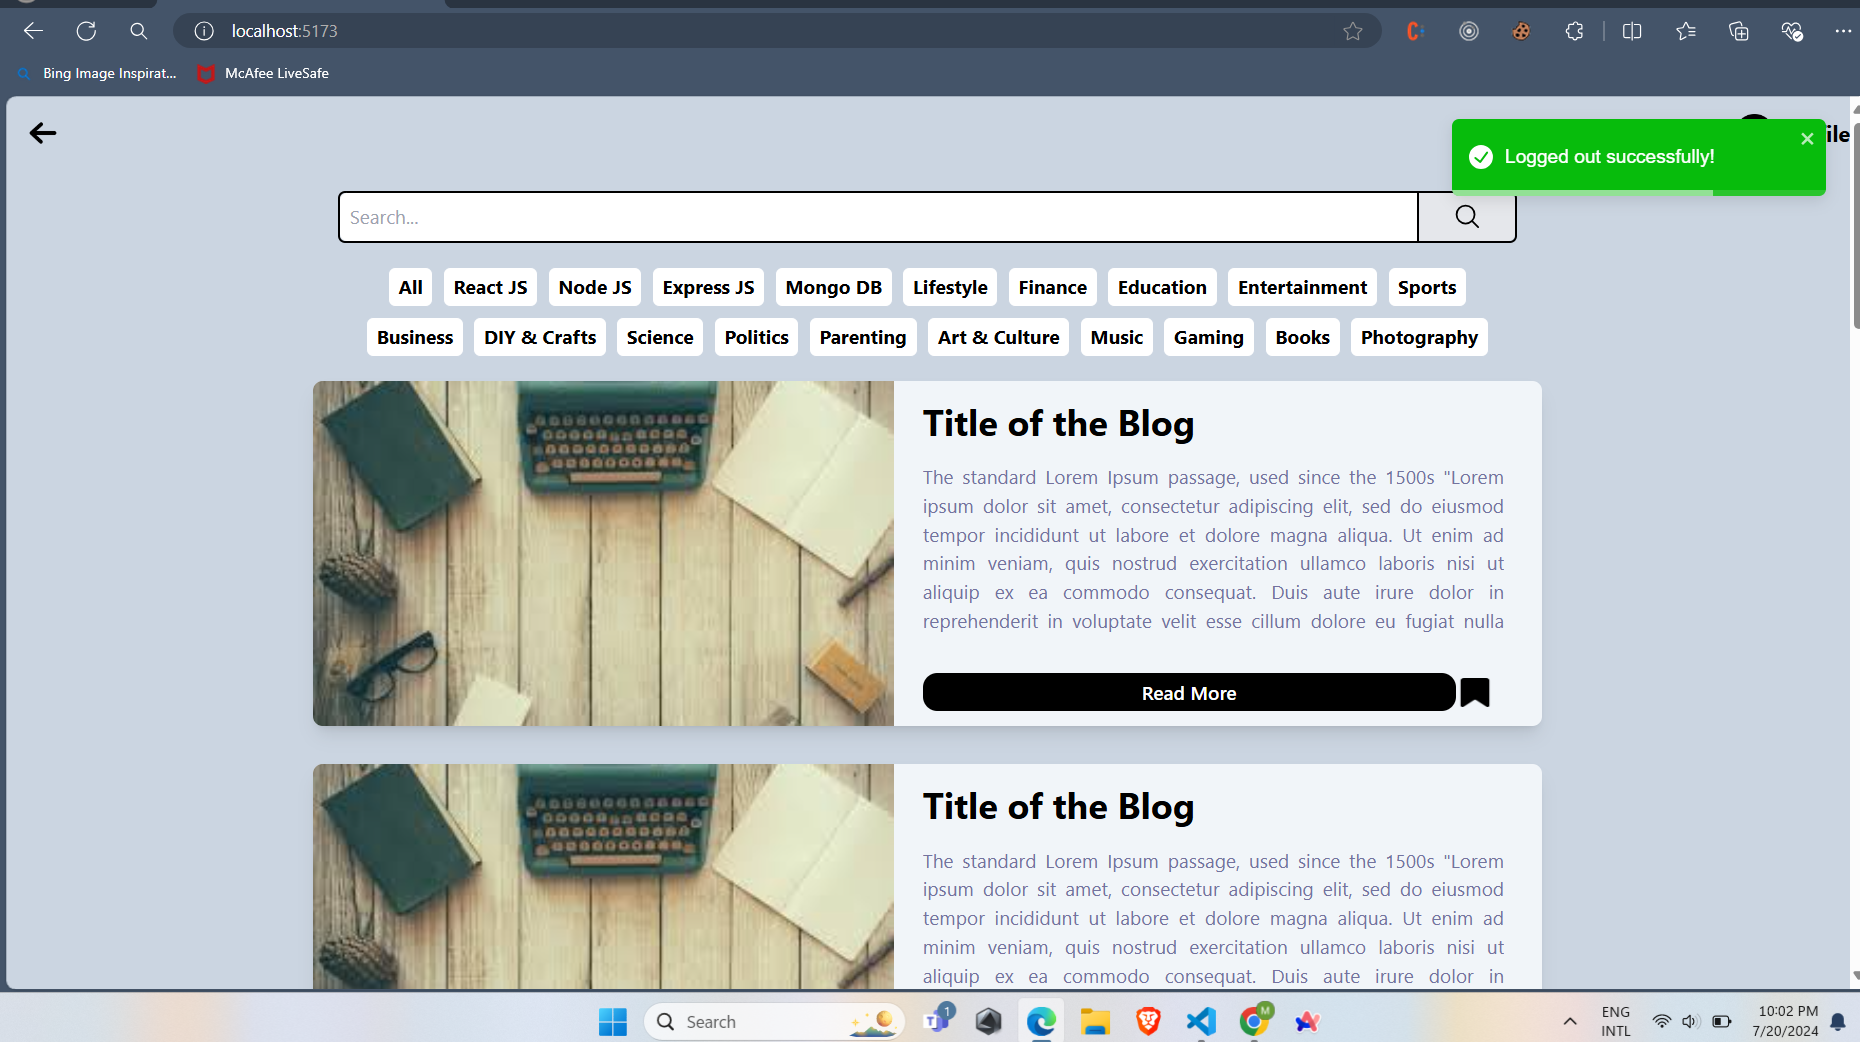 localhost:5173
Bing Image Inspirat...
McAfee LiveSafe
ile
Logged out successfully!
Search...
All React JS Node JS Express JS Mongo DB Lifestyle Finance Education Entertainment Sports
Business DIY & Crafts Science Politics Parenting Art & Culture Music Gaming Books Photography
Title of the Blog
The standard Lorem Ipsum passage, used since the 1500s "Lorem
ipsum dolor sit amet, consectetur adipiscing elit, sed do eiusmod
tempor incididunt ut labore et dolore magna aliqua. Ut enim ad
minim veniam, quis nostrud exercitation ullamco laboris nisi ut
aliquip ex ea commodo consequat. Duis aute irure dolor in
reprehenderit in voluptate velit esse cillum dolore eu fugiat nulla
Read More
Title of the Blog
The standard Lorem Ipsum passage, used since the 1500s "Lorem
ipsum dolor sit amet, consectetur adipiscing elit, sed do eiusmod
tempor incididunt ut labore et dolore magna aliqua. Ut enim ad
minim veniam, quis nostrud exercitation ullamco laboris nisi ut
aliquip ex ea commodo consequat. Duis aute irure dolor in
Search
1
M
ENG
INTL
10:02 PM
7/20/2024